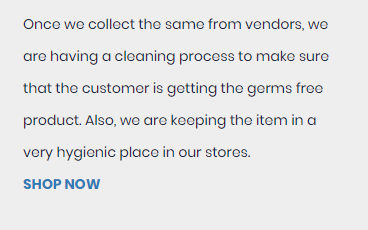 Once we collect the same from vendors, we
are having a cleaning process to make sure
that the customer is getting the germs free
product. Also, we are keeping the item in a
very hygienic place in our stores.
SHOP NOW